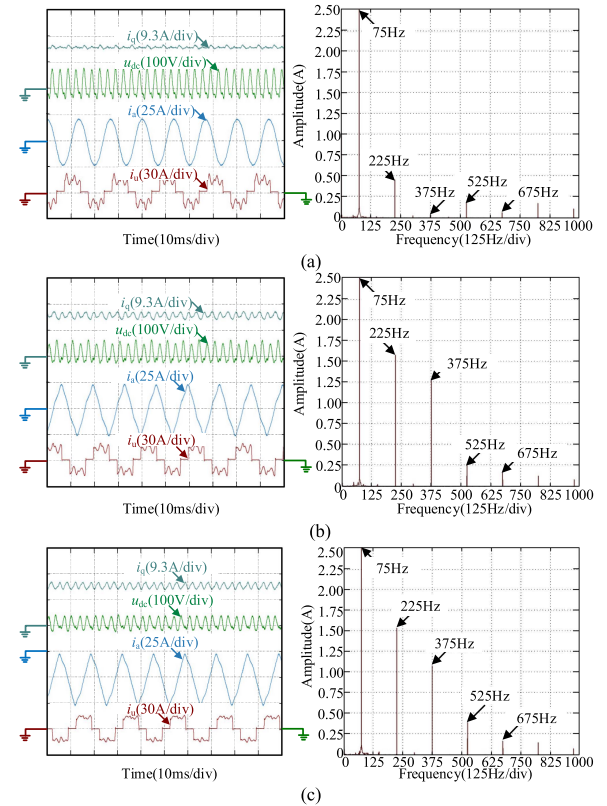 iq(9.3A/div)
udc(100V/div)
ia(25A/div)
iu(30A/div)
Time(10ms/div)
Amplitude(A)
2.50
2.25
2.00
1.75
1.50
1.25
1.00
0.75
0.50
0.25
0
75Hz
225Hz
375Hz
525Hz
675Hz
0 125 250 375 500 625 750 825 1000
Frequency(125Hz/div)
(a)
iq(9.3A/div)
udc(100V/div)
ia(25A/div)
iu(30A/div)
Time(10ms/div)
Amplitude(A)
2.50
2.25
2.00
1.75
1.50
1.25
1.00
0.75
0.50
0.25
75Hz
225Hz
375Hz
525Hz
675Hz
0 125 250 375 500 625 750 825 1000
Frequency(125Hz/div)
(b)
iq(9.3A/div)
udc(100V/div)
ia(25A/div)
iu(30A/div)
Time(10ms/div)
Amplitude(A)
2.50
2.25
2.00
1.75
1.50
1.25
1.00
0.75
0.50
0.25
0.00
75Hz
225Hz
375Hz
525Hz
675Hz
0 125 250 375 500 625 750 825 1000
Frequency(125Hz/div)
(c)